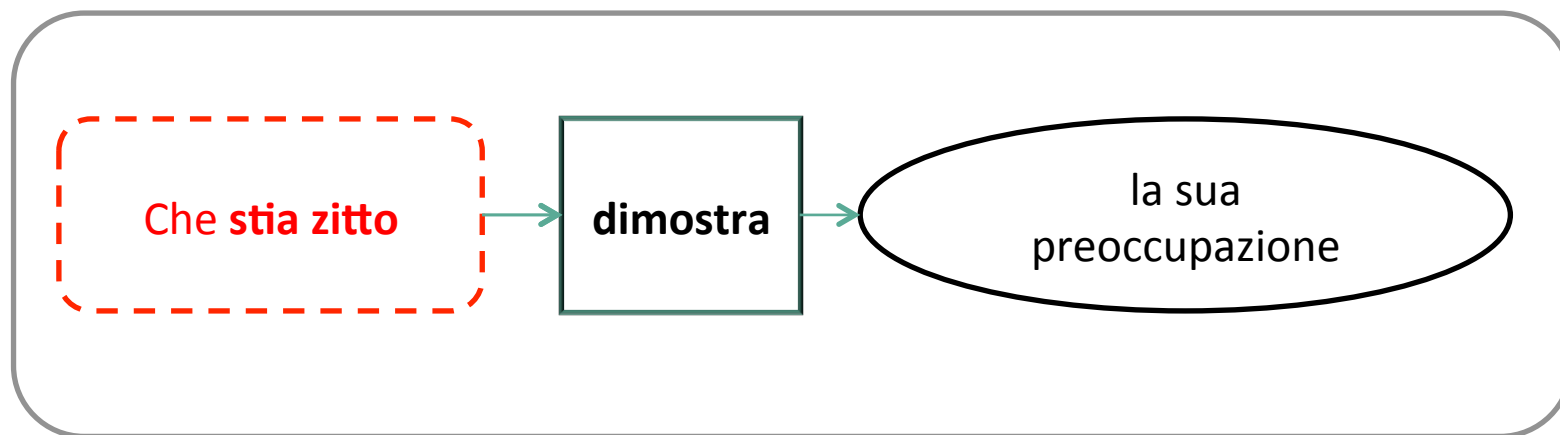 Che stia zitto
dimostra
la sua
preoccupazione